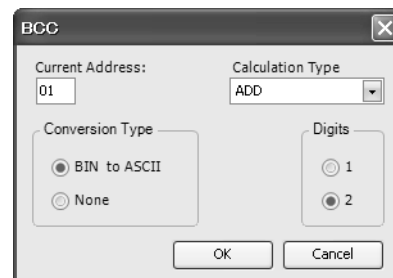 BCC
Current Address:
Calculation Type
01
ADD
Conversion Type
Digits
BIN to ASCII
1
None
2
OK
Cancel